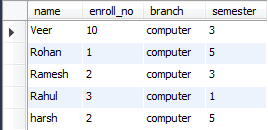 name enroll_no branch semester
Veer 10 computer 3
Rohan 1 computer 5
Ramesh 2 computer 3
Rahul 3 computer 1
harsh 2 computer 5